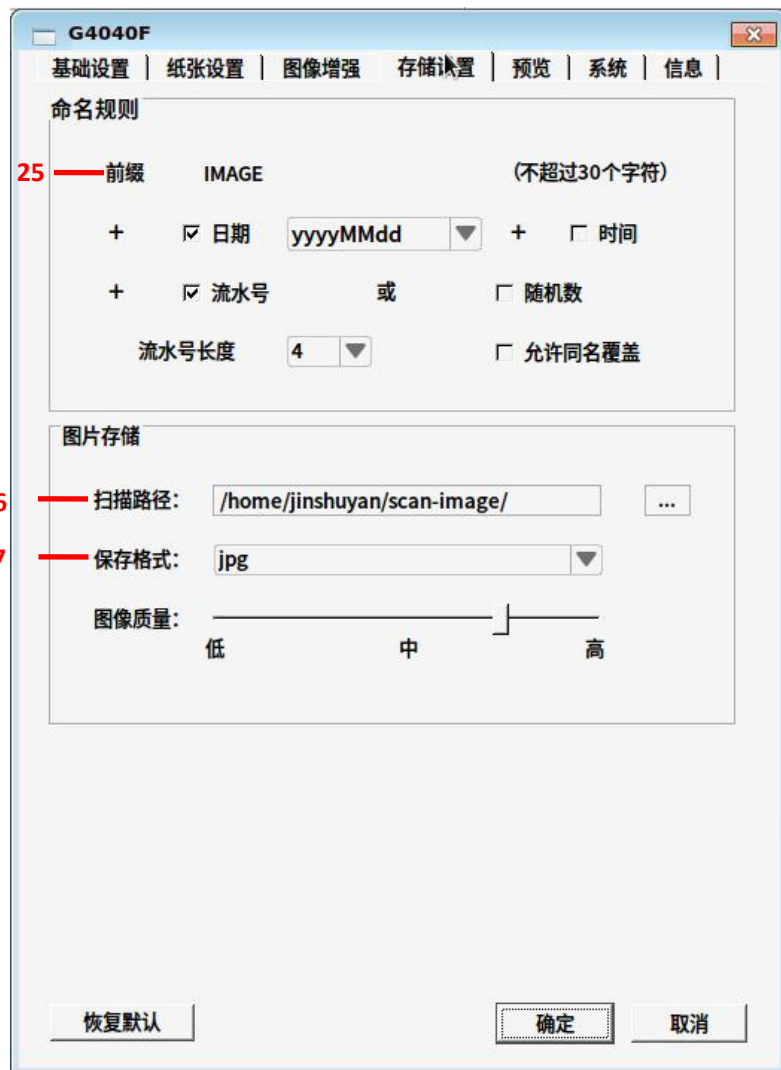 G4040F
基础设置 | 纸张设置 | 图像增强 存储设置 | 预览 | 系统 | 信息 |
命名规则
25 前缀 IMAGE (不超过30个字符)
+ 日期 yyyyMMdd + 时间
+ 流水号 或 随机数
流水号长度 4 允许同名覆盖
图片存储
6 扫描路径： /home/jinshuyan/scan-image/ ...
7 保存格式： jpg
图像质量：
低 中 高
恢复默认 确定 取消